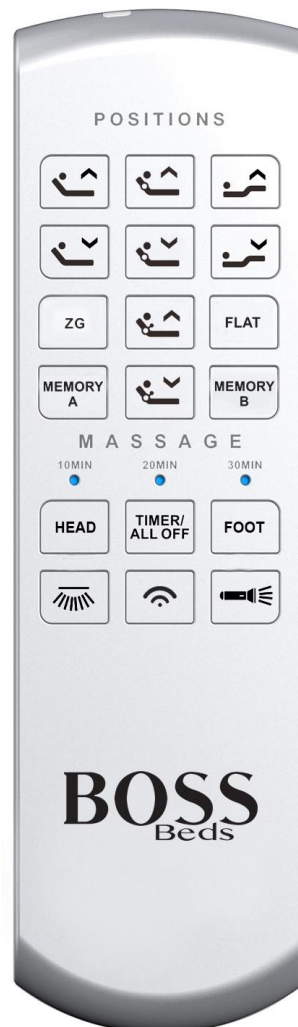 POSITIONS
ZG
FLAT
MEMORY
A
MEMORY
B
MASSAGE
10MIN 20MIN 30MIN
HEAD
TIMER/
ALL OFF
FOOT
BOSS
Beds